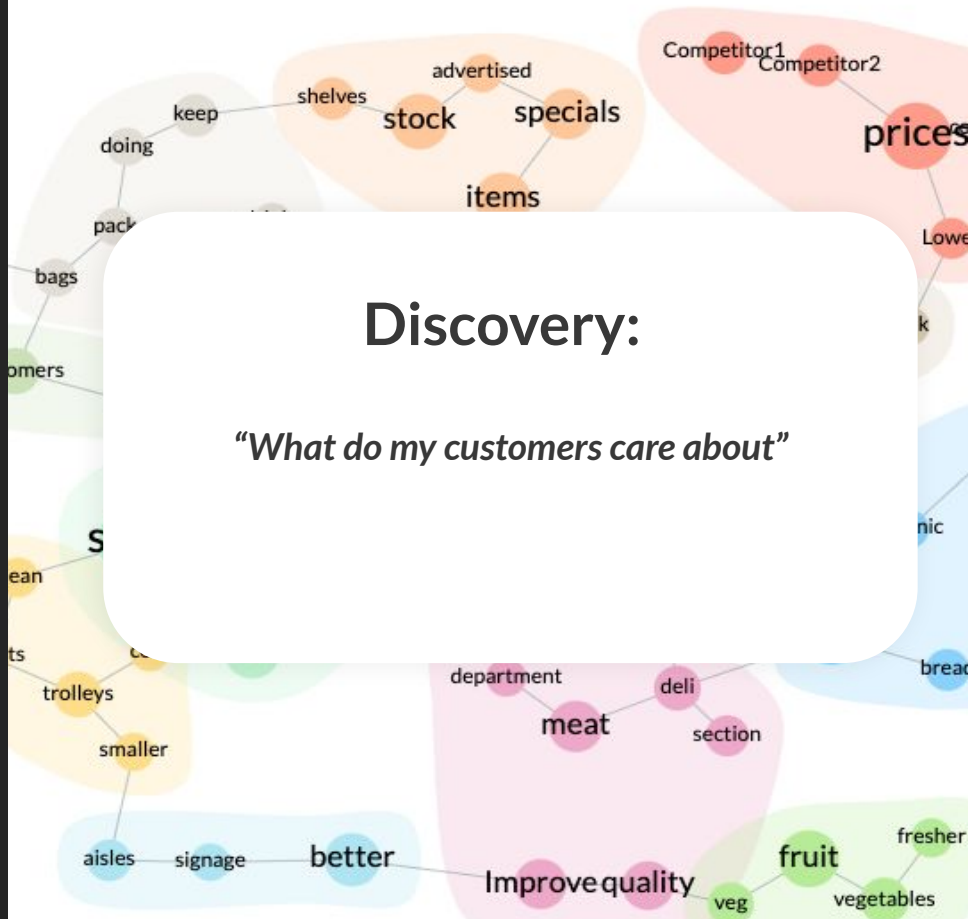 Competitor1
Competitor2
advertised
shelves
stock
specials
keep
prices
doing
items
pack
Lowe
bags
k
omers
Discovery:
“What do my customers care about”
nic
S
ean
ts
trolleys
department
deli
bread
meat
section
smaller
aisles
signage
better
fruit
fresher
Improve
quality
veg
vegetables